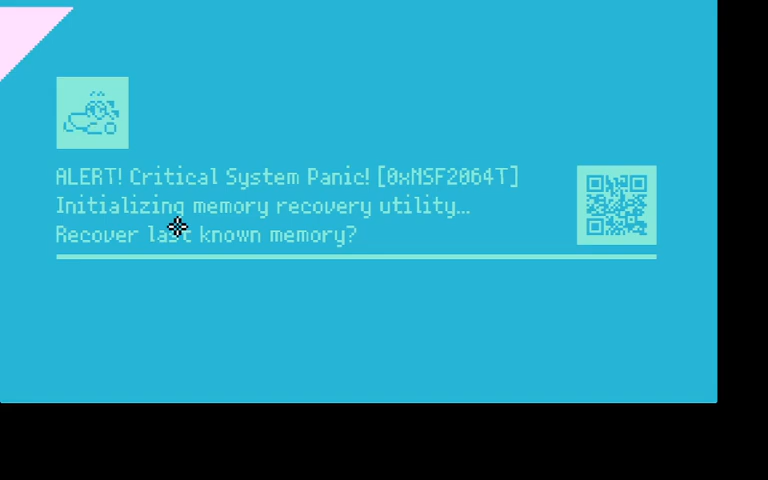 ALERT! Critical System Panic! [0xNSF2064T]
Initializing memory recovery utility...
Recover last known memory?